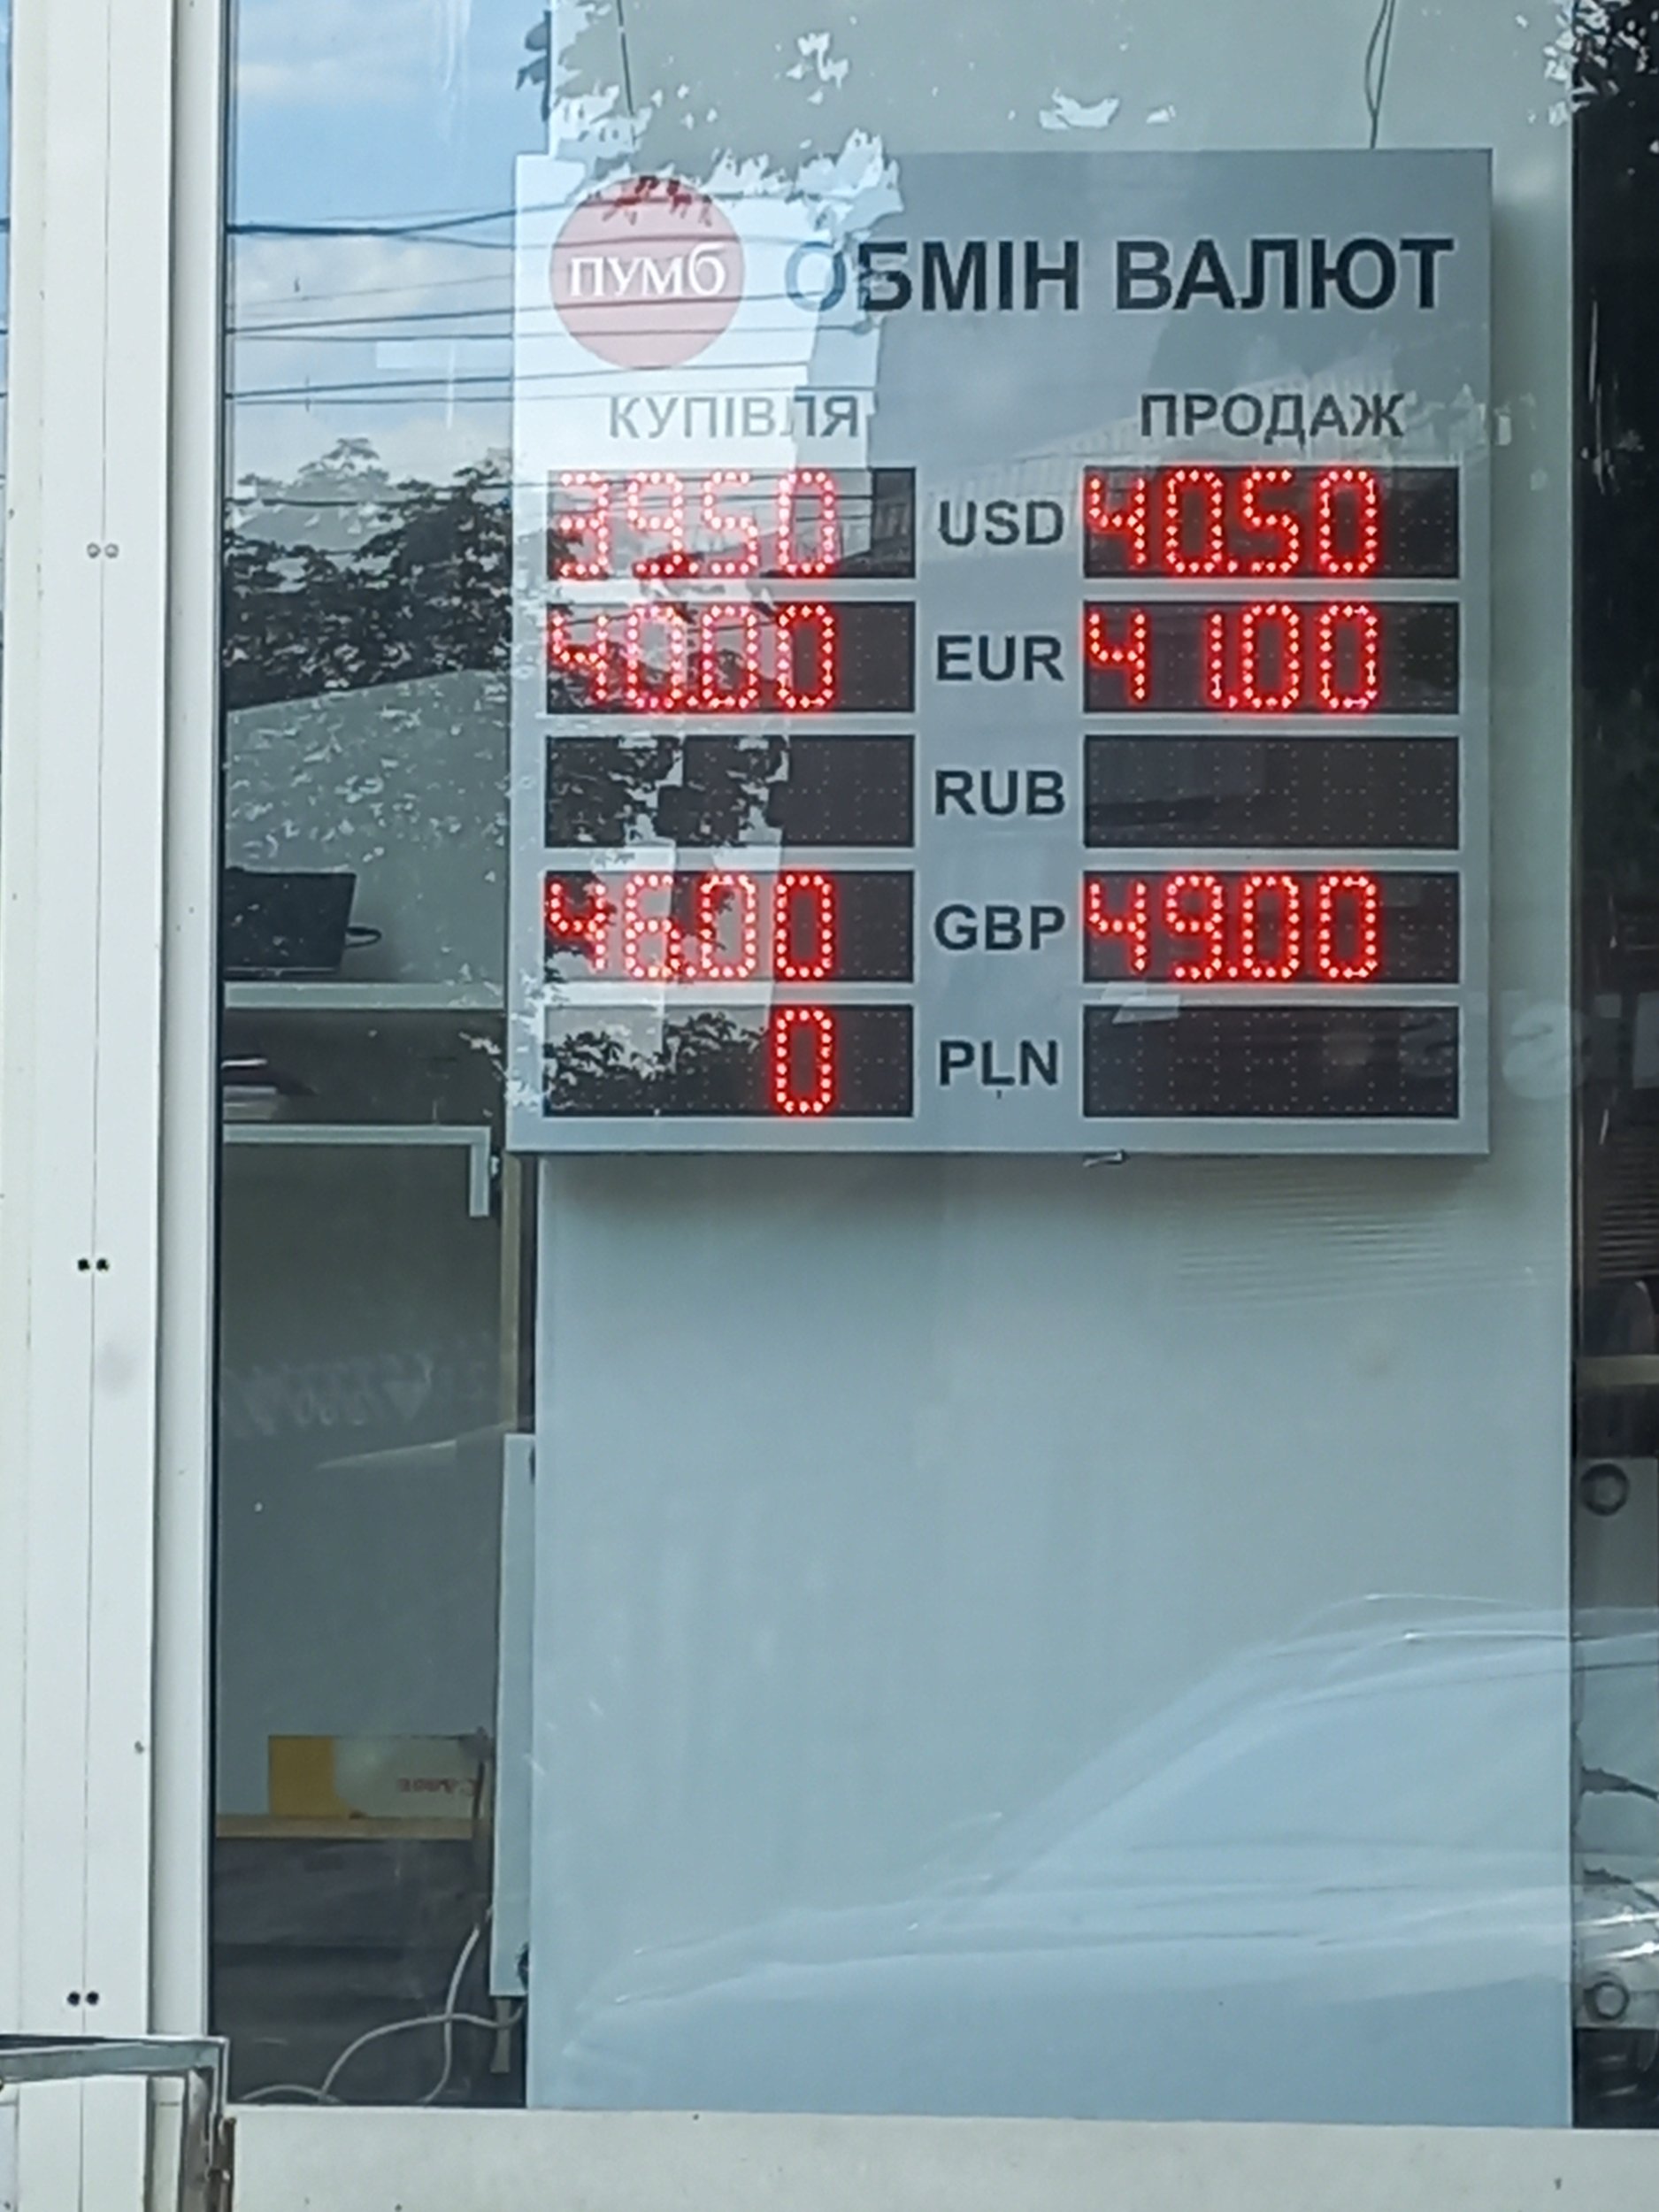 ПУМБ ОБМІН ВАЛЮТ
КУПІВЛЯ ПРОДАЖ
39.50 USD 40.50
40.00 EUR 41.00
RUB
46.00 GBP 49.00
0 PLN